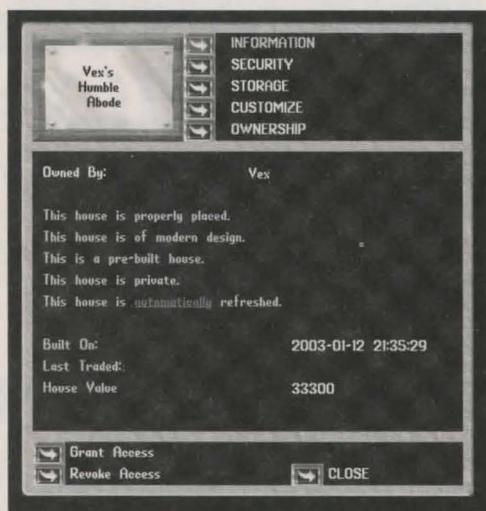 Vex's
Humble
Abode
INFORMATION
SECURITY
STORAGE
CUSTOMIZE
OWNERSHIP
Owned By: Vex
This house is properly placed.
This house is of modern design.
This is a pre-built house.
This house is private.
This house is automatically refreshed.
Built On: 2003-01-12 21:35:29
Last Traded:
House Value 33300
Grant Access
Revoke Access
CLOSE